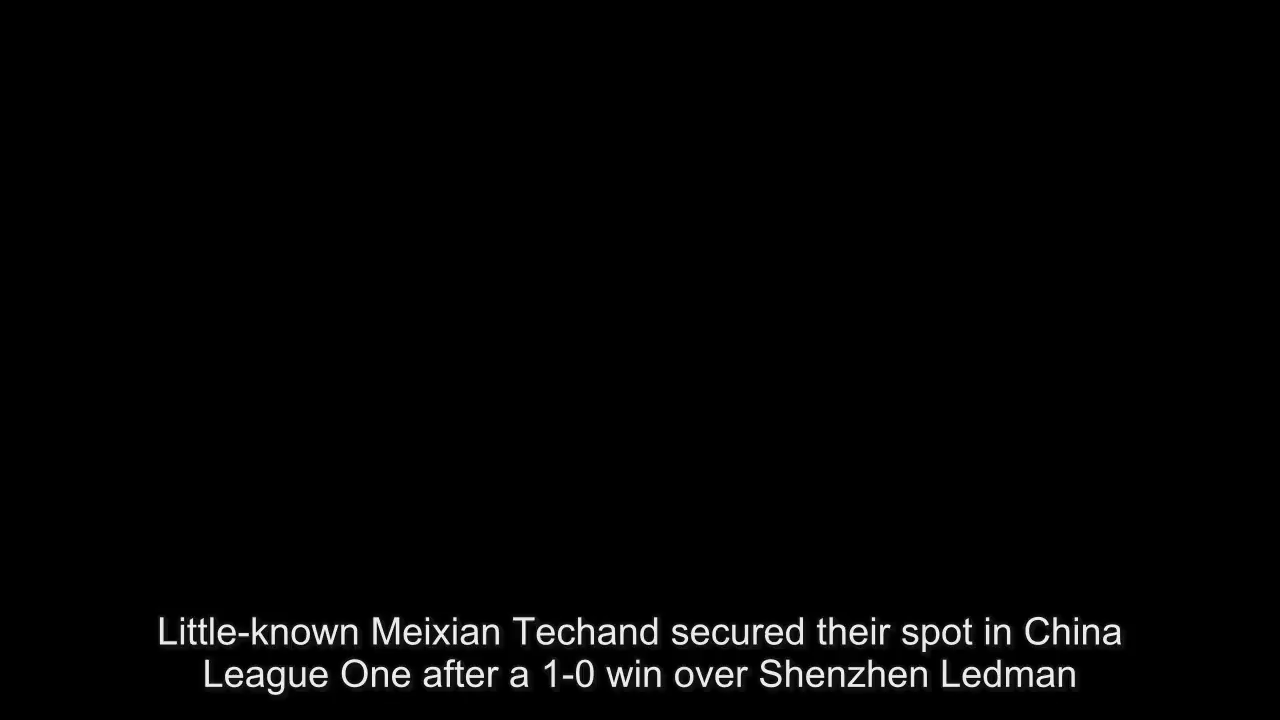 Little-known Meixian Techand secured their spot in China
League One after a 1-0 win over Shenzhen Ledman